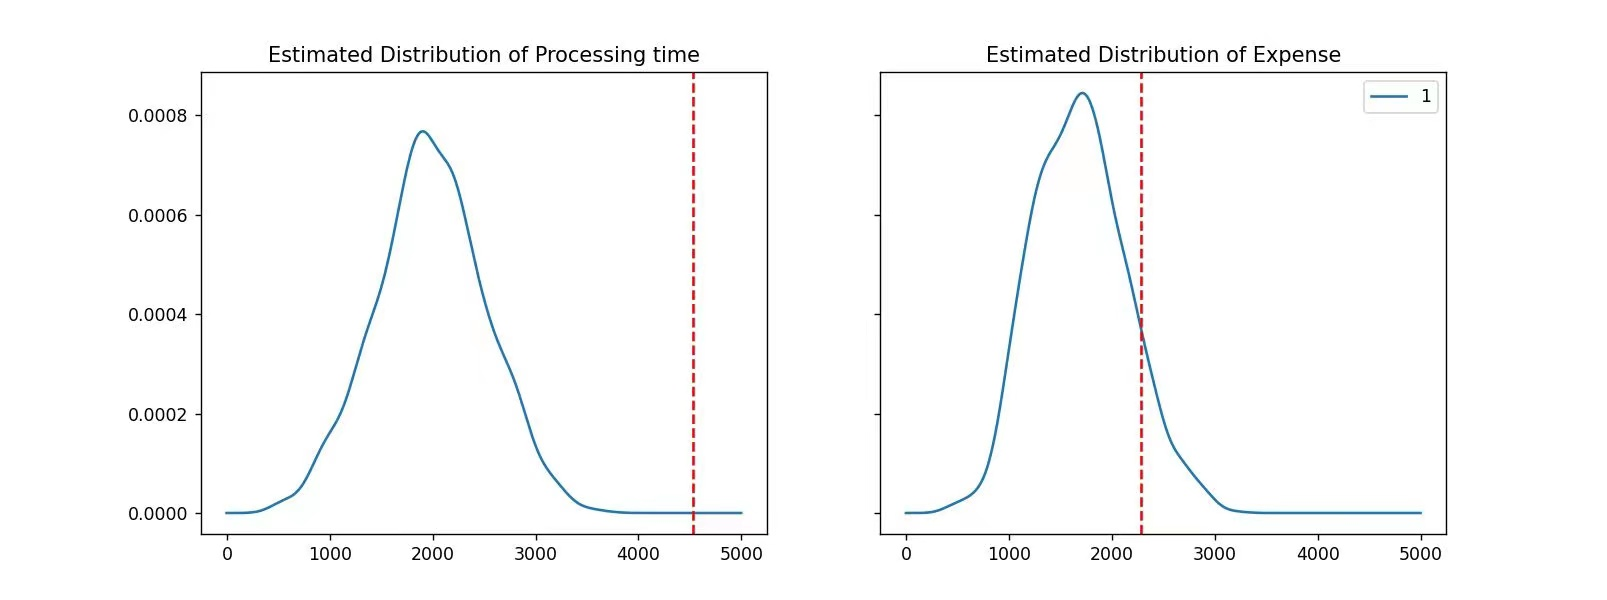 Estimated Distribution of Processing time
0.0008
0.0006
0.0004
0.0002
0.0000
0 1000 2000 3000 4000 5000
Estimated Distribution of Expense
1
0 1000 2000 3000 4000 5000